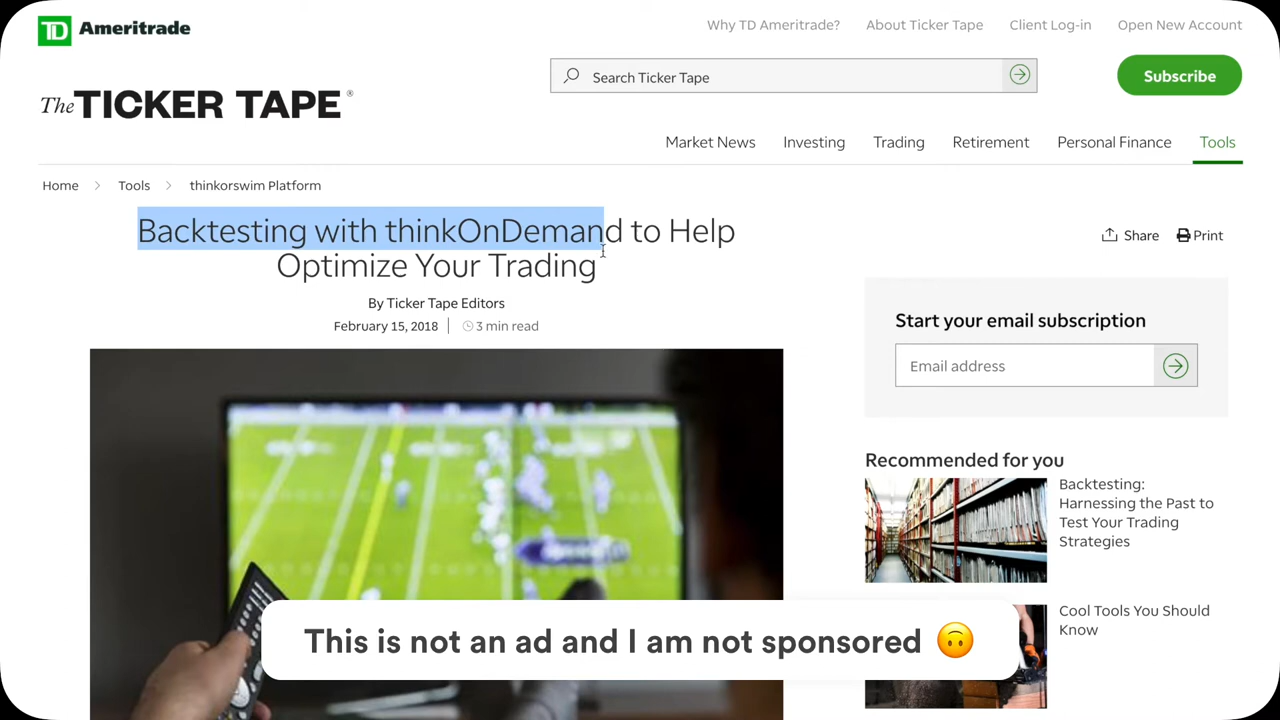 TD Ameritrade
Why TD Ameritrade?
About Ticker Tape
Client Log-in
Open New Account
The TICKER TAPE®
Search Ticker Tape
Subscribe
Market News
Investing
Trading
Retirement
Personal Finance
Tools
Home
Tools
thinkorswim Platform
Backtesting with thinkOnDemand to Help
Optimize Your Trading
By Ticker Tape Editors
February 15, 2018
3 min read
Share
Print
Start your email subscription
Email address
Recommended for you
Backtesting:
Harnessing the Past to
Test Your Trading
Strategies
Cool Tools You Should
Know
This is not an ad and I am not sponsored 🙃